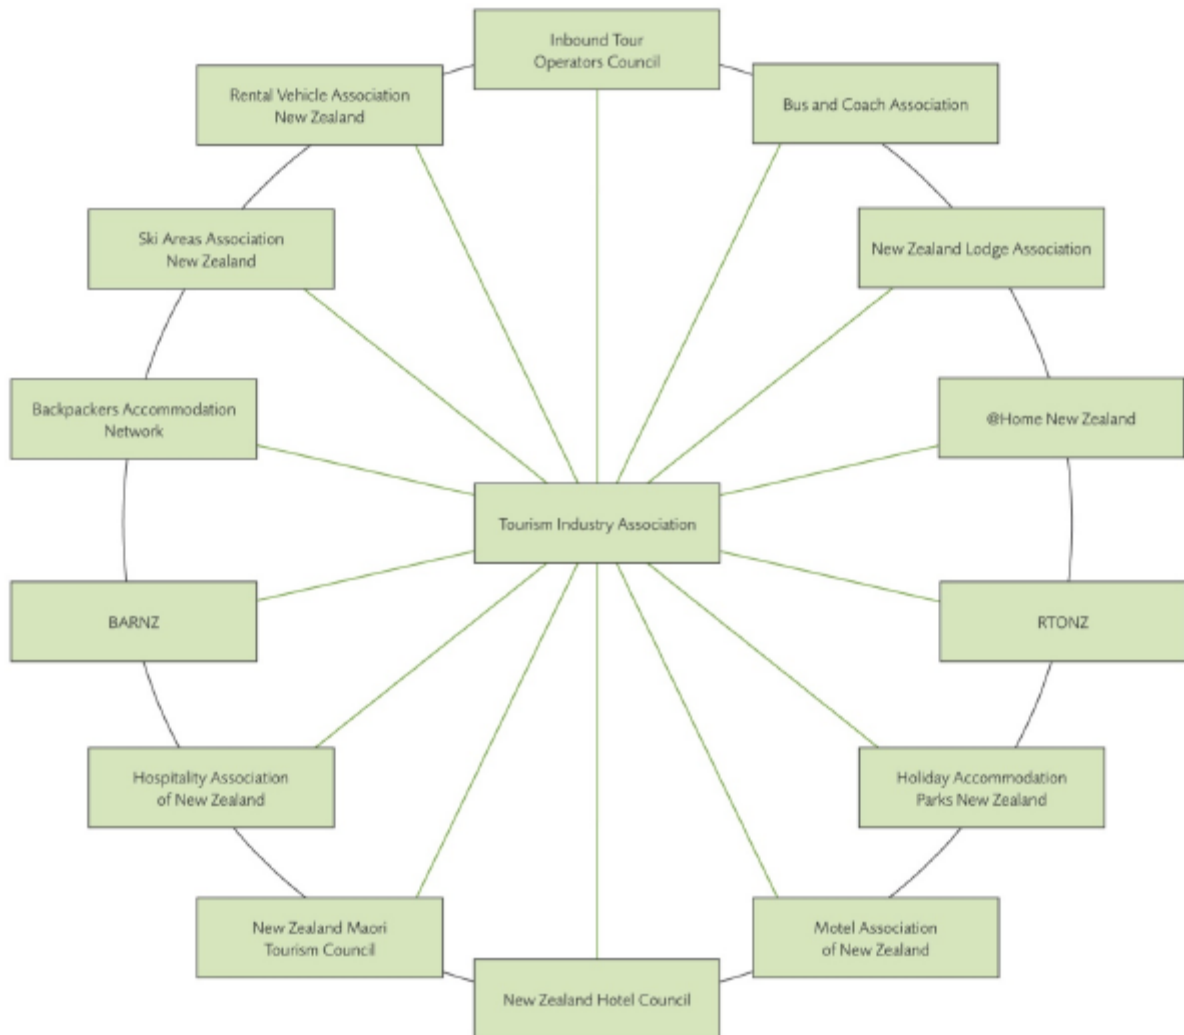 Inbound Tour
Operators Council
Rental Vehicle Association
New Zealand
Bus and Coach Association
Ski Areas Association
New Zealand
New Zealand Lodge Association
Backpackers Accommodation
Network
@Home New Zealand
Tourism Industry Association
BARNZ
RTONZ
Hospitality Association
of New Zealand
Holiday Accommodation
Parks New Zealand
New Zealand Maori
Tourism Council
Motel Association
of New Zealand
New Zealand Hotel Council